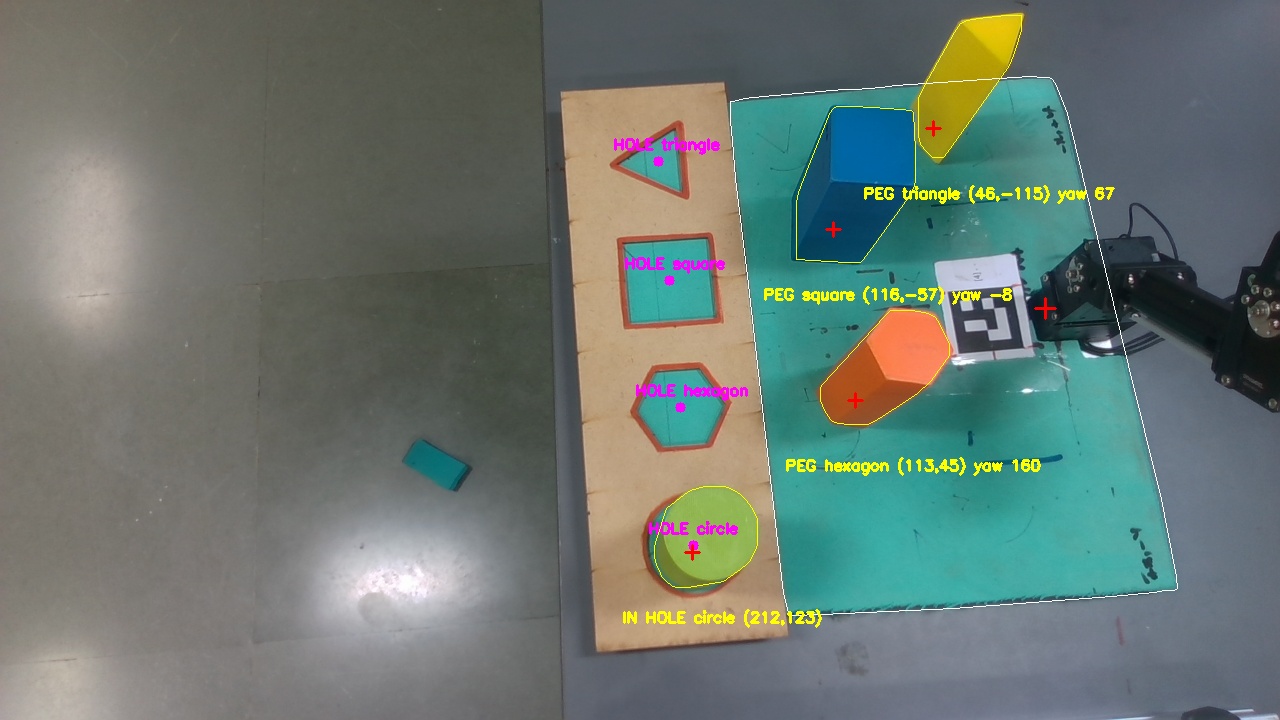 HOLE triangle
PEG triangle (46,-115) yaw 67
HOLE square
PEG square (116,-57) yaw -8
HOLE hexagon
PEG hexagon (113,45) yaw 160
HOLE circle
IN HOLE circle (212,123)